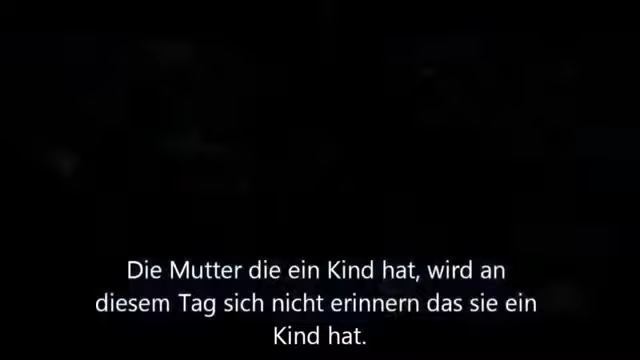 Die Mutter die ein Kind hat, wird an
diesem Tag sich nicht erinnern das sie ein
Kind hat.